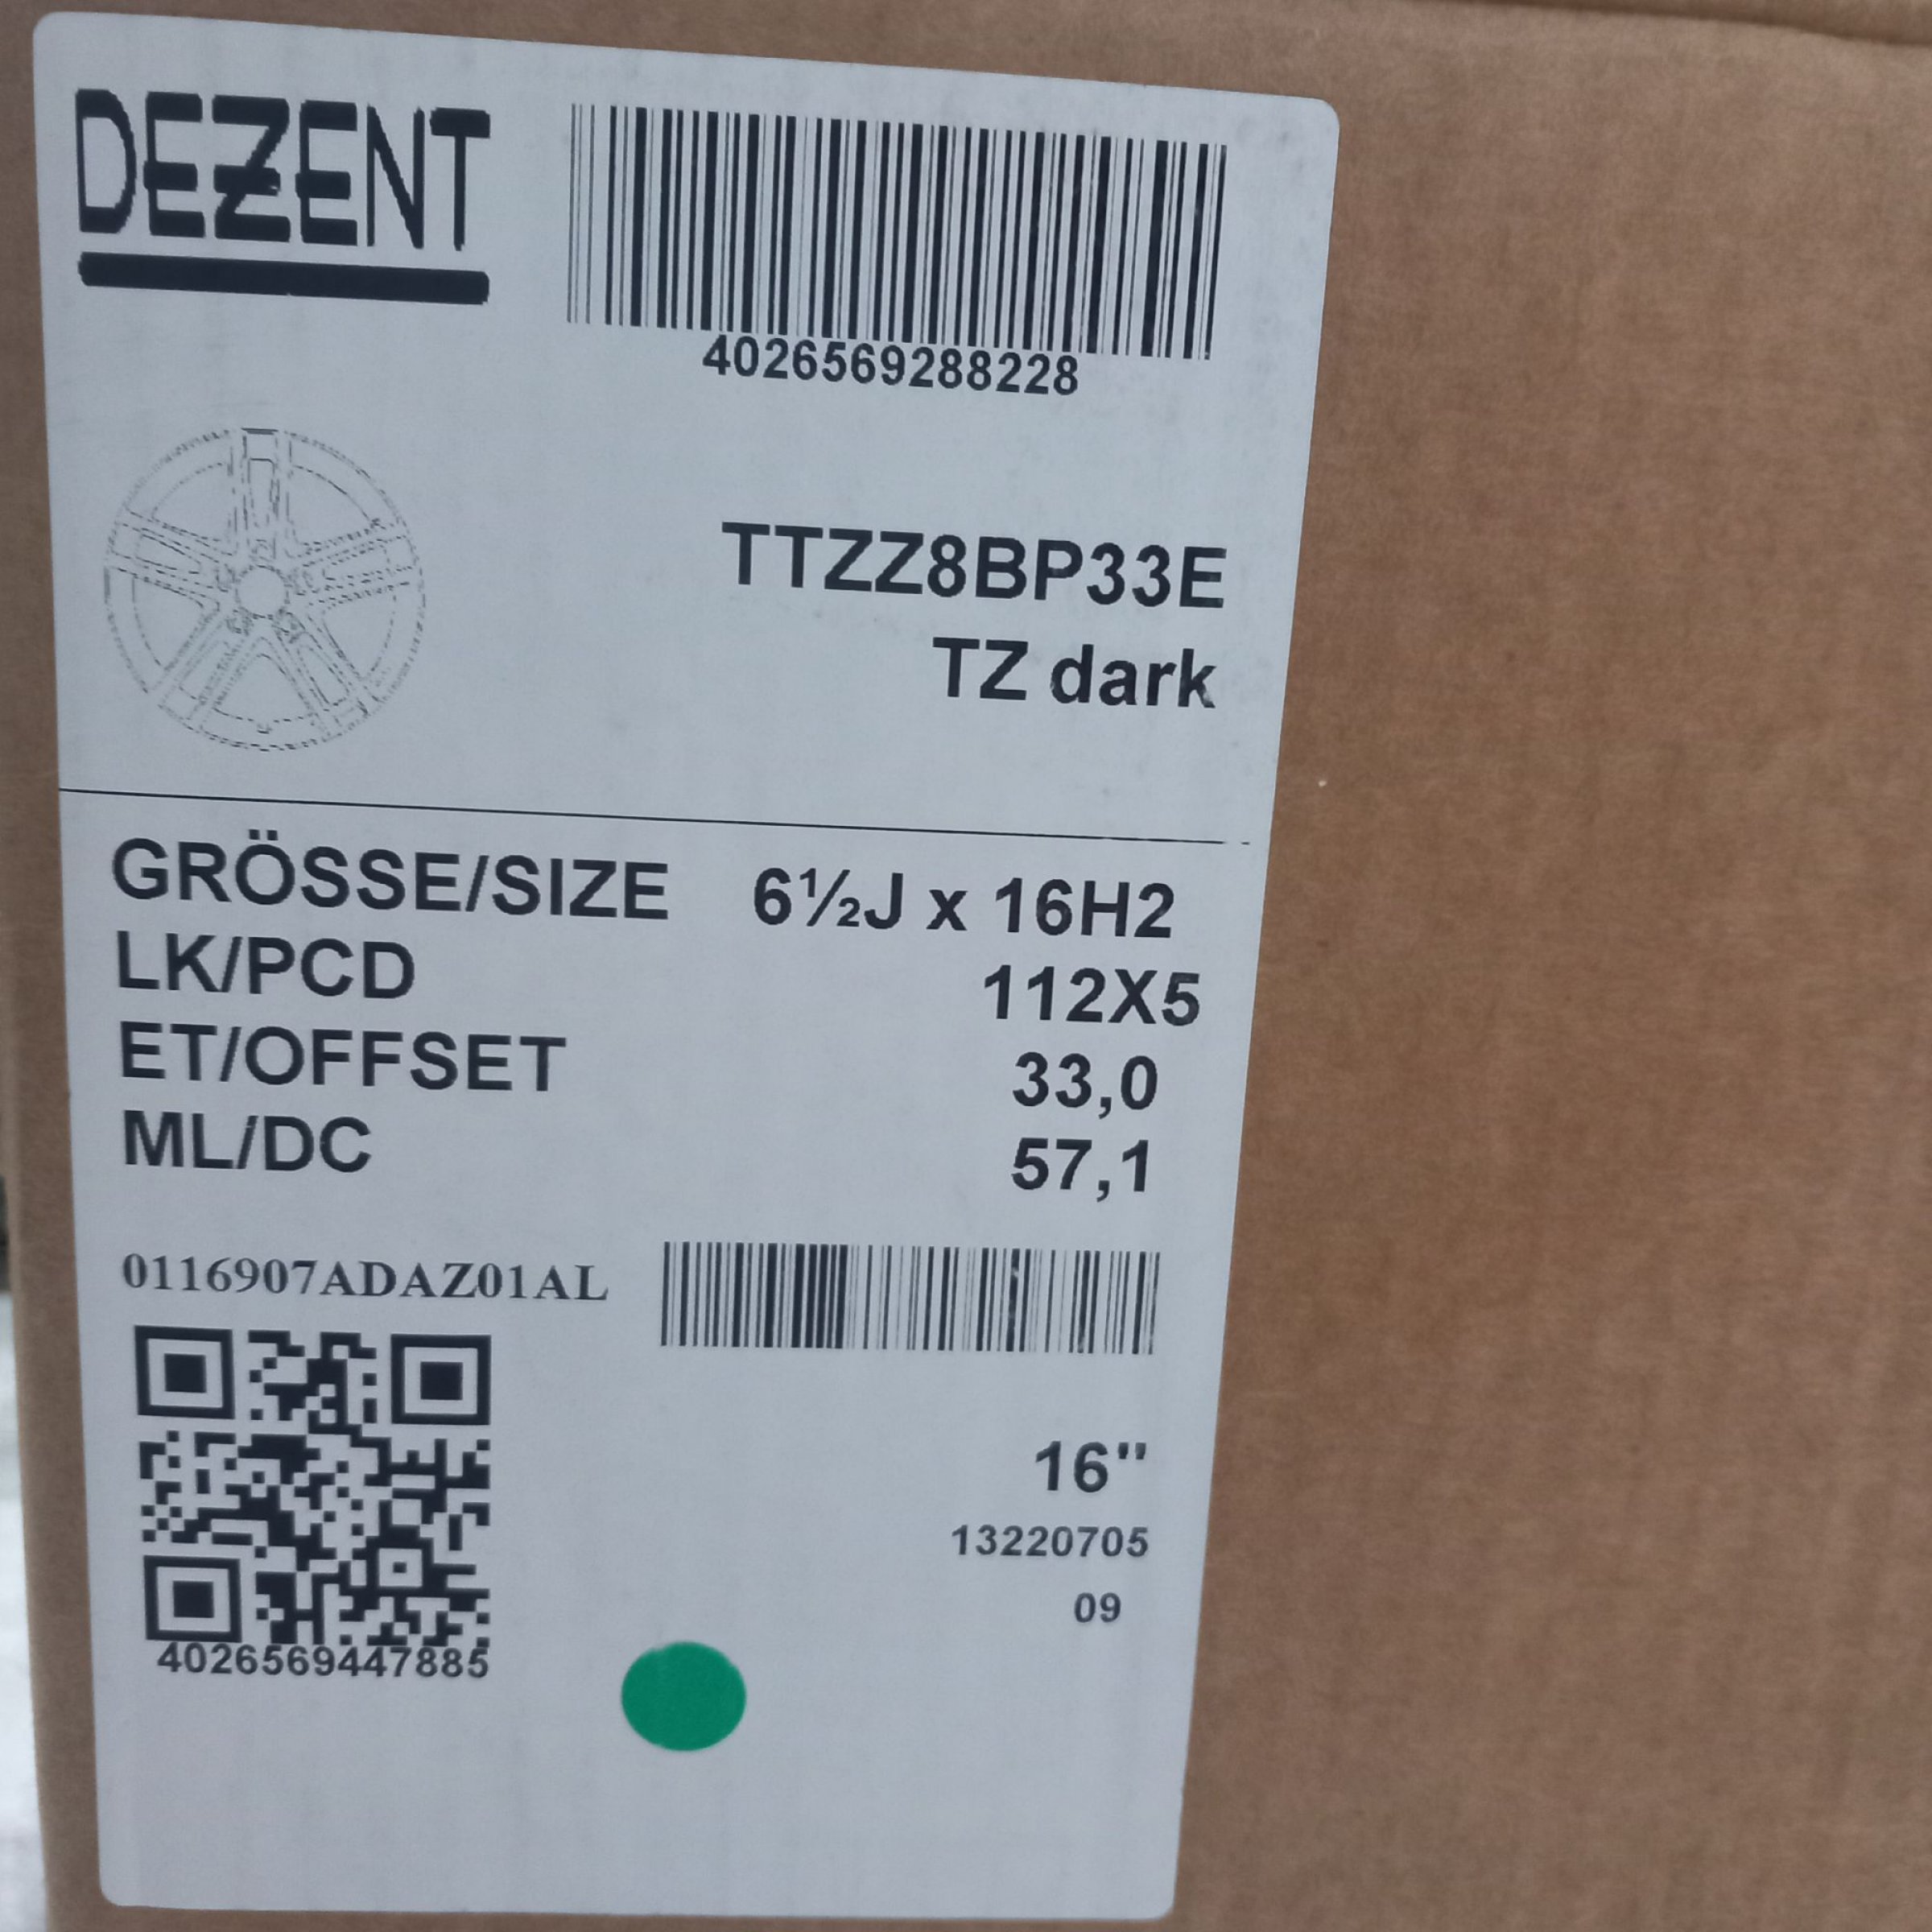 DEZENT
4026569288228
TTZZ8BP33E
TZ dark
GRÖSSE/SIZE 6½J x 16H2
LK/PCD 112X5
ET/OFFSET 33,0
ML/DC 57,1
0116907ADAZ01AL
16"
13220705
09
4026569447885